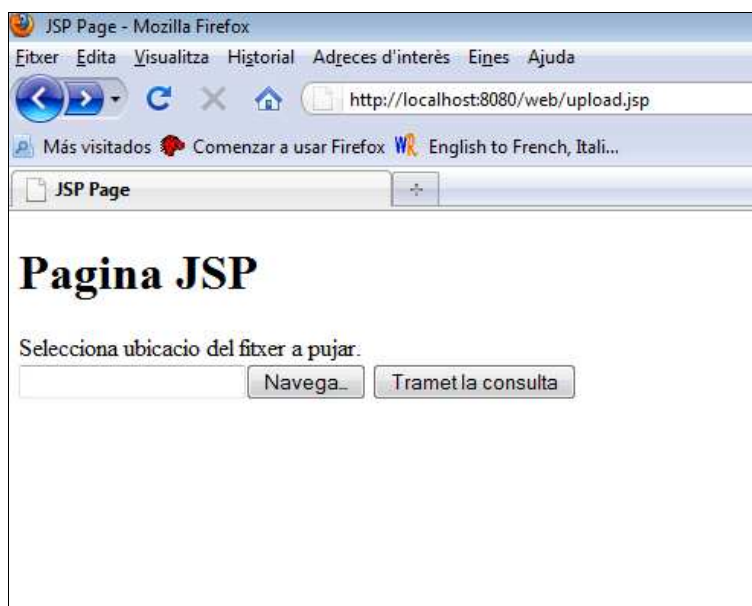 JSP Page - Mozilla Firefox
Fitxer Edita Visualitza Historial Adreces d'interès Eines Ajuda
http://localhost:8080/web/upload.jsp
Más visitados Comenzar a usar Firefox WR English to French, Itali...
JSP Page
Pagina JSP
Selecciona ubicacio del fitxer a pujar.
Navega... Tramet la consulta